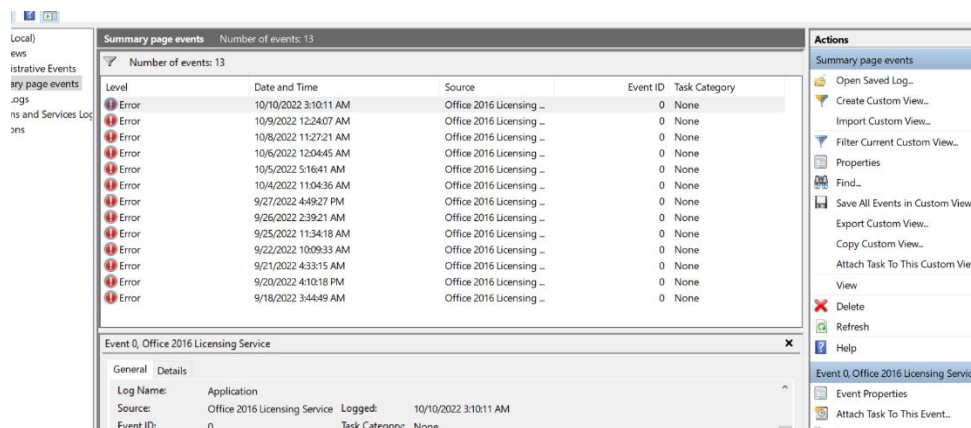 Local)
ews
istrative Events
ary page events
.ogs
ns and Services Log
ons
Summary page events Number of events: 13
Number of events: 13
Level Date and Time Source Event ID Task Category
Error 10/10/2022 3:10:11 AM Office 2016 Licensing ... 0 None
Error 10/9/2022 12:24:07 AM Office 2016 Licensing ... 0 None
Error 10/8/2022 11:27:21 AM Office 2016 Licensing ... 0 None
Error 10/6/2022 12:04:45 AM Office 2016 Licensing ... 0 None
Error 10/5/2022 5:16:41 AM Office 2016 Licensing ... 0 None
Error 10/4/2022 11:04:36 AM Office 2016 Licensing ... 0 None
Error 9/27/2022 4:49:27 PM Office 2016 Licensing ... 0 None
Error 9/26/2022 2:39:21 AM Office 2016 Licensing ... 0 None
Error 9/25/2022 11:34:18 AM Office 2016 Licensing ... 0 None
Error 9/22/2022 10:09:33 AM Office 2016 Licensing ... 0 None
Error 9/21/2022 4:33:15 AM Office 2016 Licensing ... 0 None
Error 9/20/2022 4:10:18 PM Office 2016 Licensing ... 0 None
Error 9/18/2022 3:44:49 AM Office 2016 Licensing ... 0 None
Event 0, Office 2016 Licensing Service
General Details
Log Name: Application
Source: Office 2016 Licensing Service Logged: 10/10/2022 3:10:11 AM
Event ID: 0 Task Category: None
Actions
Summary page events
Open Saved Log...
Create Custom View...
Import Custom View...
Filter Current Custom View...
Properties
Find...
Save All Events in Custom View
Export Custom View...
Copy Custom View...
Attach Task To This Custom Vie
View
Delete
Refresh
Help
Event 0, Office 2016 Licensing Servic
Event Properties
Attach Task To This Event...